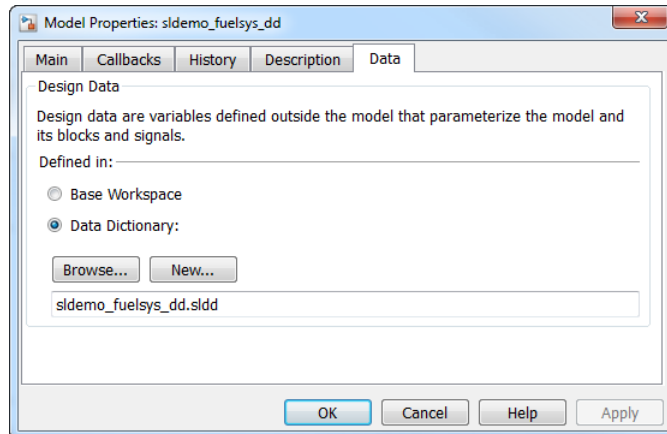 Model Properties: sldemo_fuelsys_dd
Main Callbacks History Description Data
Design Data
Design data are variables defined outside the model that parameterize the model and
its blocks and signals.
Defined in:
Base Workspace
Data Dictionary:
Browse... New...
sldemo_fuelsys_dd.sldd
OK Cancel Help Apply